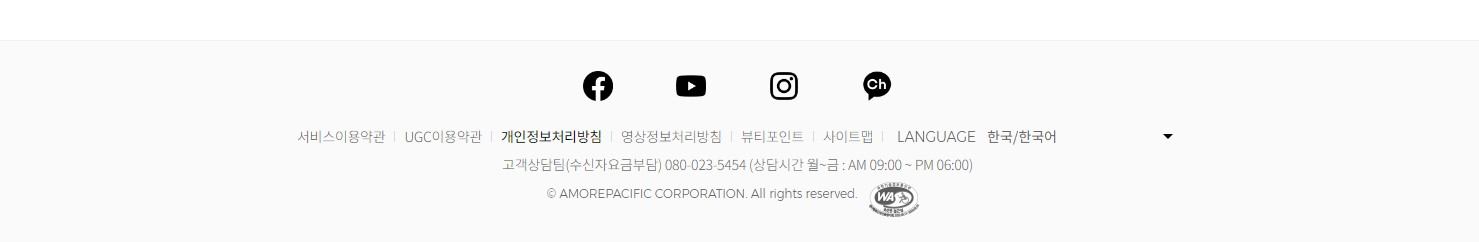 Ch
서비스이용약관 UGC이용약관 개인정보처리방침 영상정보처리방침 뷰티포인트 사이트맵 LANGUAGE 한국/한국어
고객상담팀(수신자요금부담) 080-023-5454 (상담시간 월~금 : AM 09:00 ~ PM 06:00)
© AMOREPACIFIC CORPORATION. All rights reserved.
WA